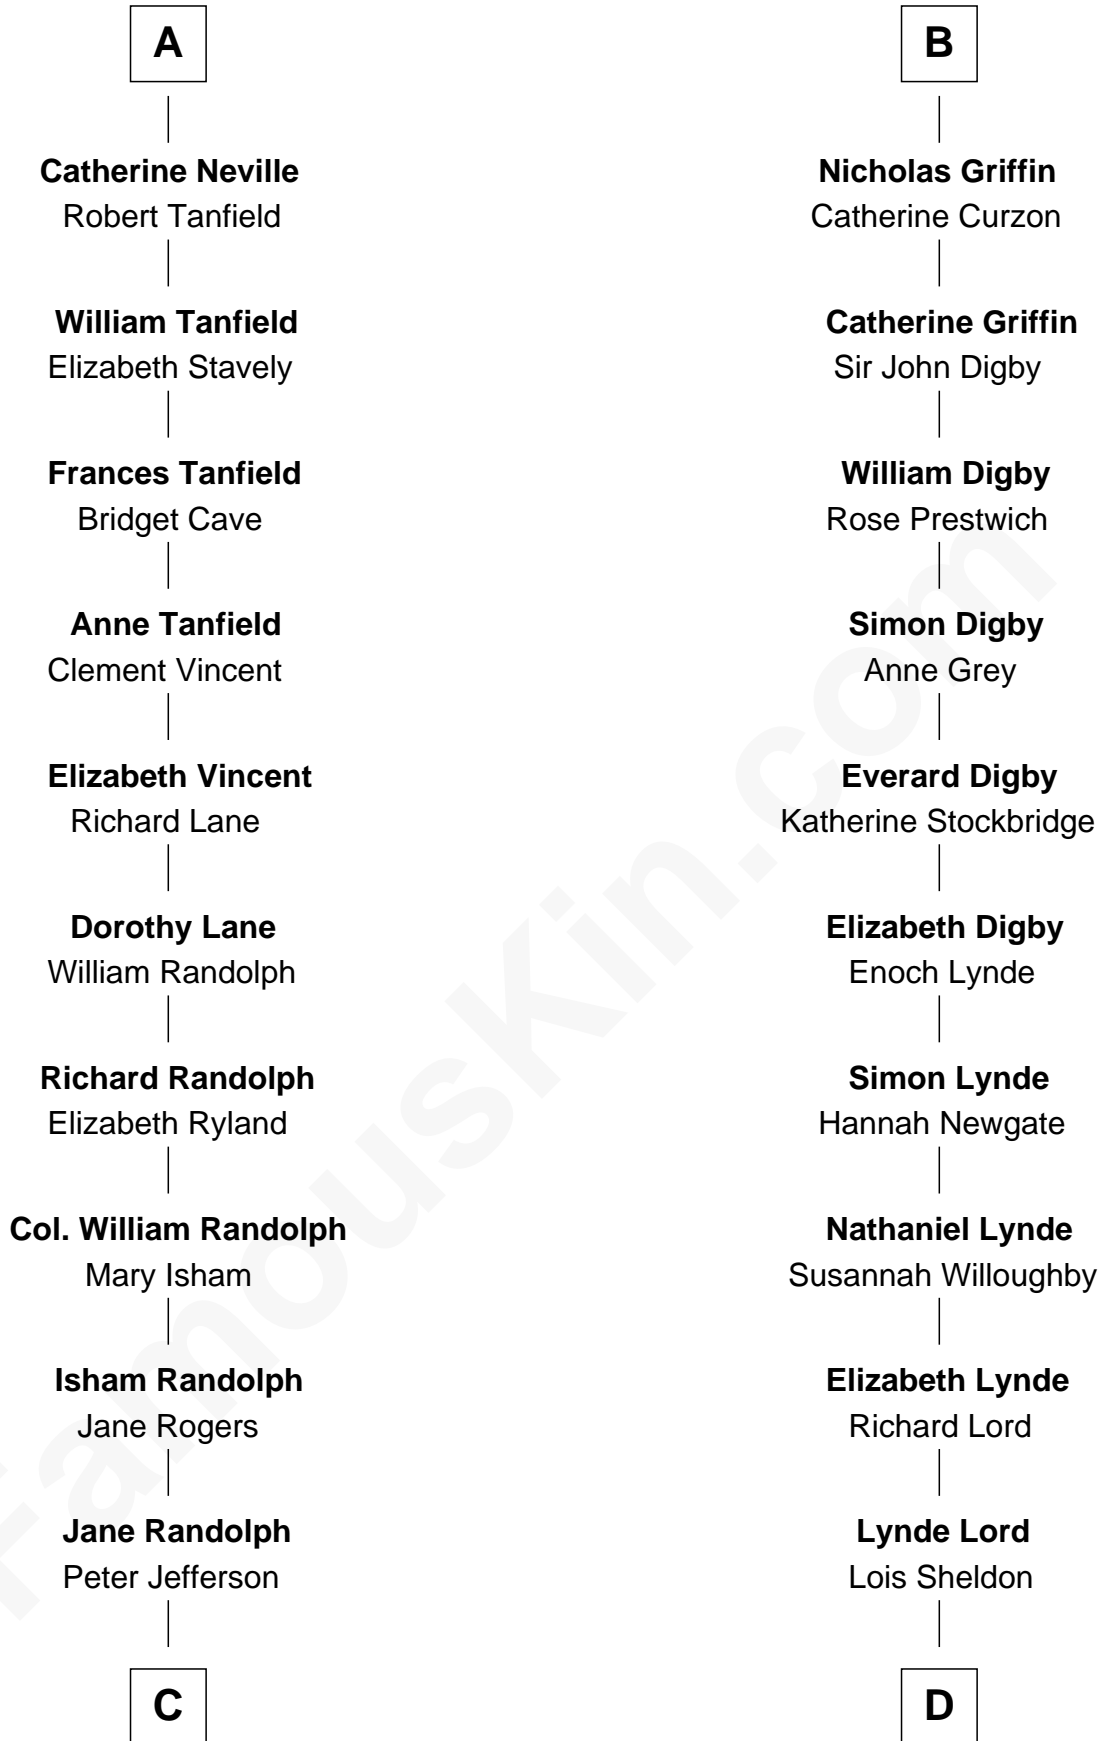 A
Catherine Neville
Robert Tanfield
William Tanfield
Elizabeth Stavely
Frances Tanfield
Bridget Cave
Anne Tanfield
Clement Vincent
Elizabeth Vincent
Richard Lane
Dorothy Lane
William Randolph
Richard Randolph
Elizabeth Ryland
Col. William Randolph
Mary Isham
Isham Randolph
Jane Rogers
Jane Randolph
Peter Jefferson
C
B
Nicholas Griffin
Catherine Curzon
Catherine Griffin
Sir John Digby
William Digby
Rose Prestwich
Simon Digby
Anne Grey
Everard Digby
Katherine Stockbridge
Elizabeth Digby
Enoch Lynde
Simon Lynde
Hannah Newgate
Nathaniel Lynde
Susannah Willoughby
Elizabeth Lynde
Richard Lord
Lynde Lord
Lois Sheldon
D
FamousKin.com